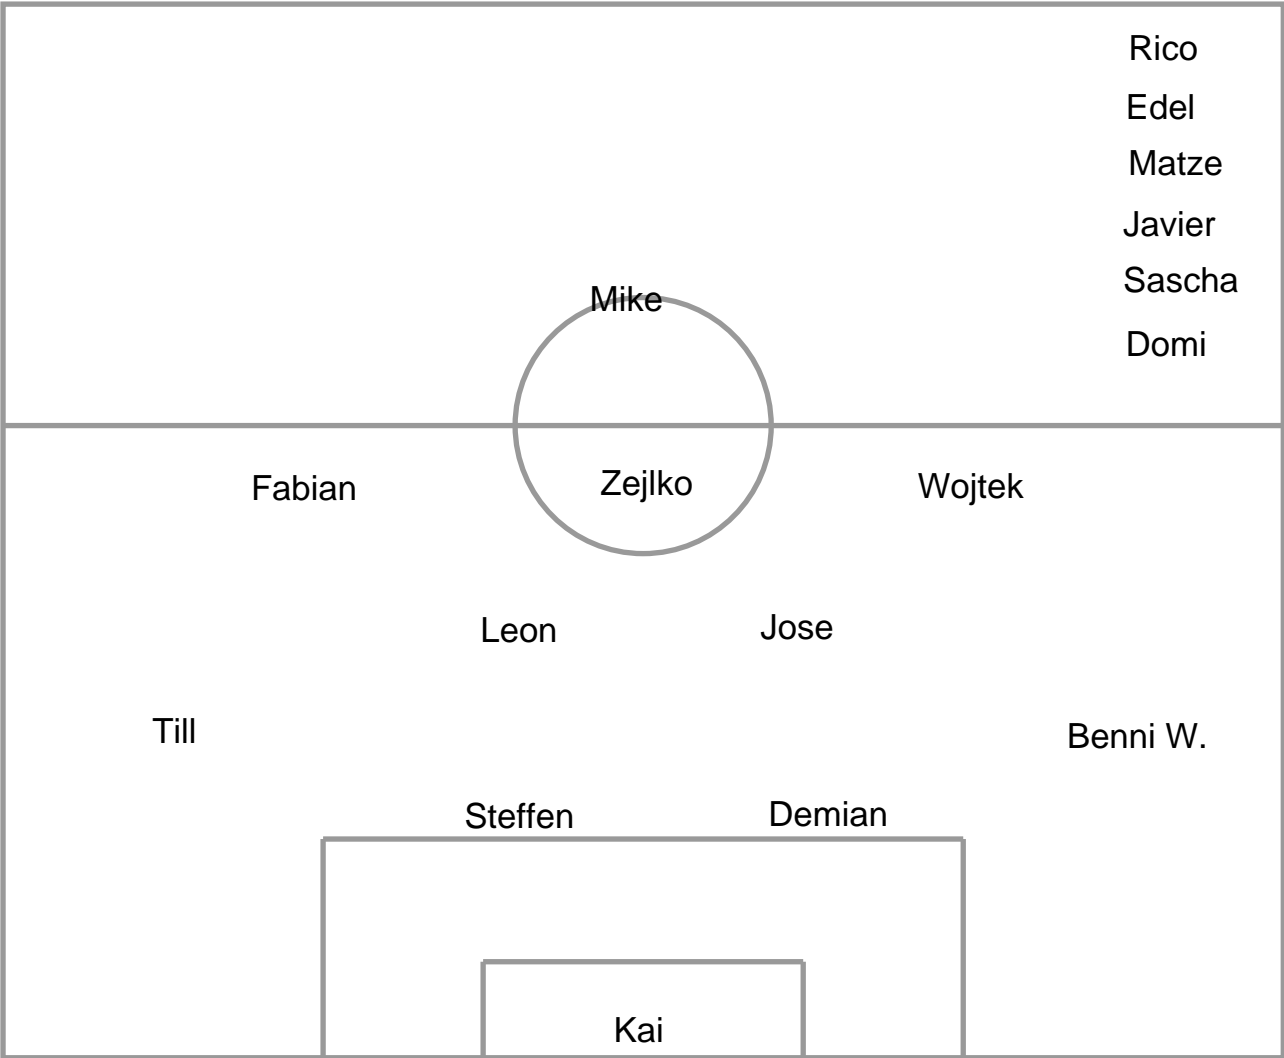 Rico
Edel
Matze
Javier
Sascha
Mike
Domi
Fabian Zejlko Wojtek
Leon Jose
Till Benni W.
Steffen Demian
Kai